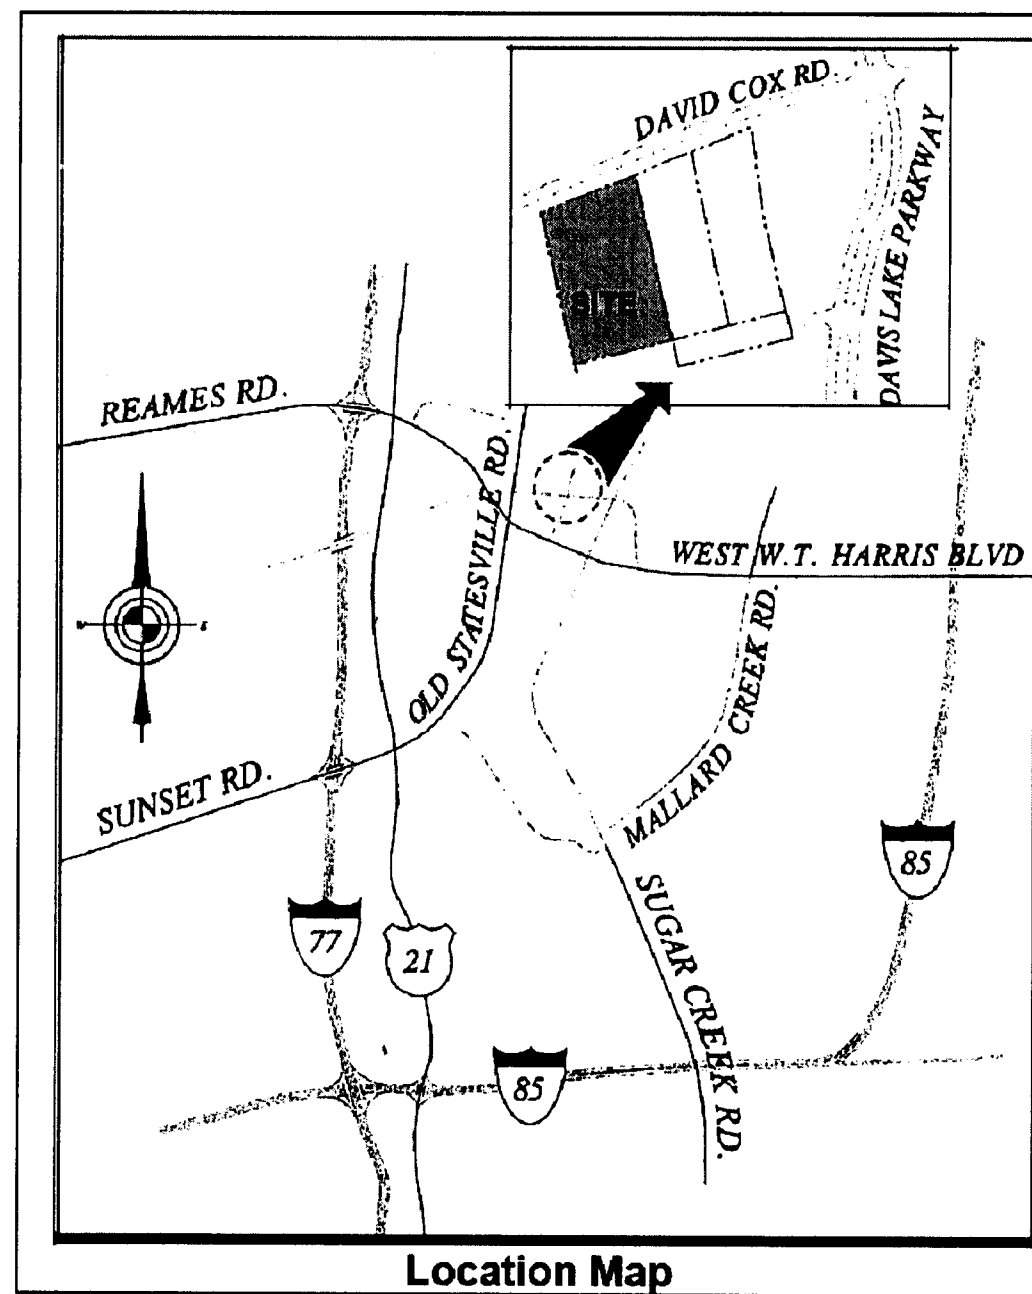 DAVID COX RD.
DAVIS LAKE PARKWAY
SITE
REAMES RD.
OLD STATESVILLE RD.
WEST W.T. HARRIS BLVD
SUNSET RD.
MALLARD CREEK RD.
85
77
21
SUGAR CREEK RD.
85
Location Map